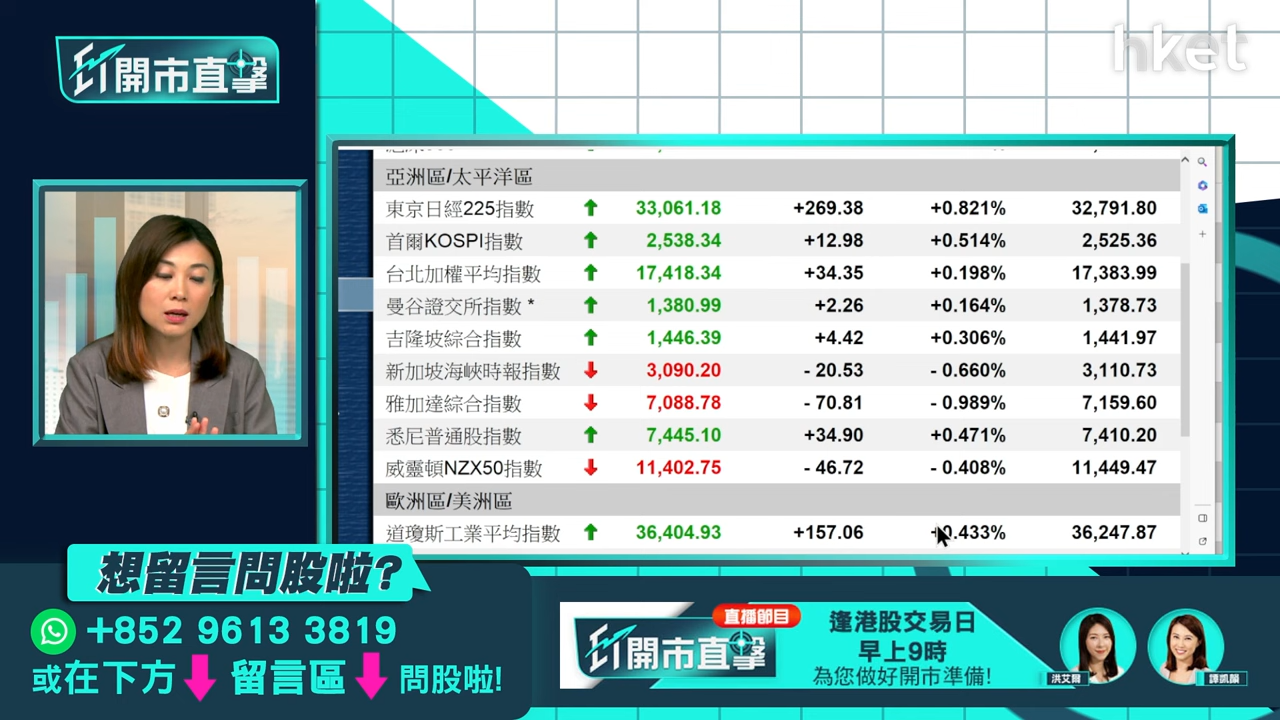 hket
開市直擊
亞洲區/太平洋區
東京日經225指數 33,061.18 +269.38 +0.821% 32,791.80
首爾KOSPI指數 2,538.34 +12.98 +0.514% 2,525.36
台北加權平均指數 17,418.34 +34.35 +0.198% 17,383.99
曼谷證交所指數 * 1,380.99 +2.26 +0.164% 1,378.73
吉隆坡綜合指數 1,446.39 +4.42 +0.306% 1,441.97
新加坡海峽時報指數 3,090.20 - 20.53 - 0.660% 3,110.73
雅加達綜合指數 7,088.78 - 70.81 - 0.989% 7,159.60
悉尼普通股指數 7,445.10 +34.90 +0.471% 7,410.20
威靈頓NZX50指數 11,402.75 - 46.72 - 0.408% 11,449.47
歐洲區/美洲區
道瓊斯工業平均指數 36,404.93 +157.06 +0.433% 36,247.87
想留言問股啦?
+852 9613 3819
或在下方 留言區 問股啦!
直播節目
開市直擊
逢港股交易日
早上9時
為您做好開市準備!
洪艾爾
譚凱韻